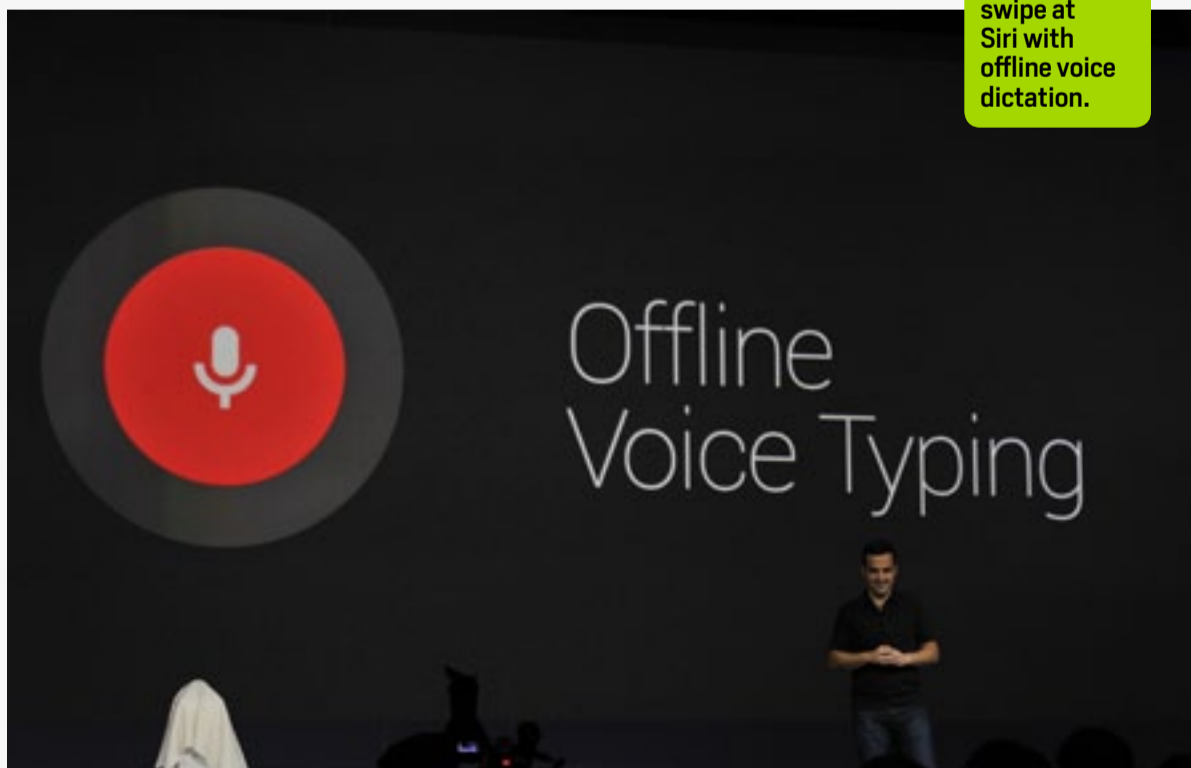 swipe at
Siri with
offline voice
dictation.
Offline
Voice Typing